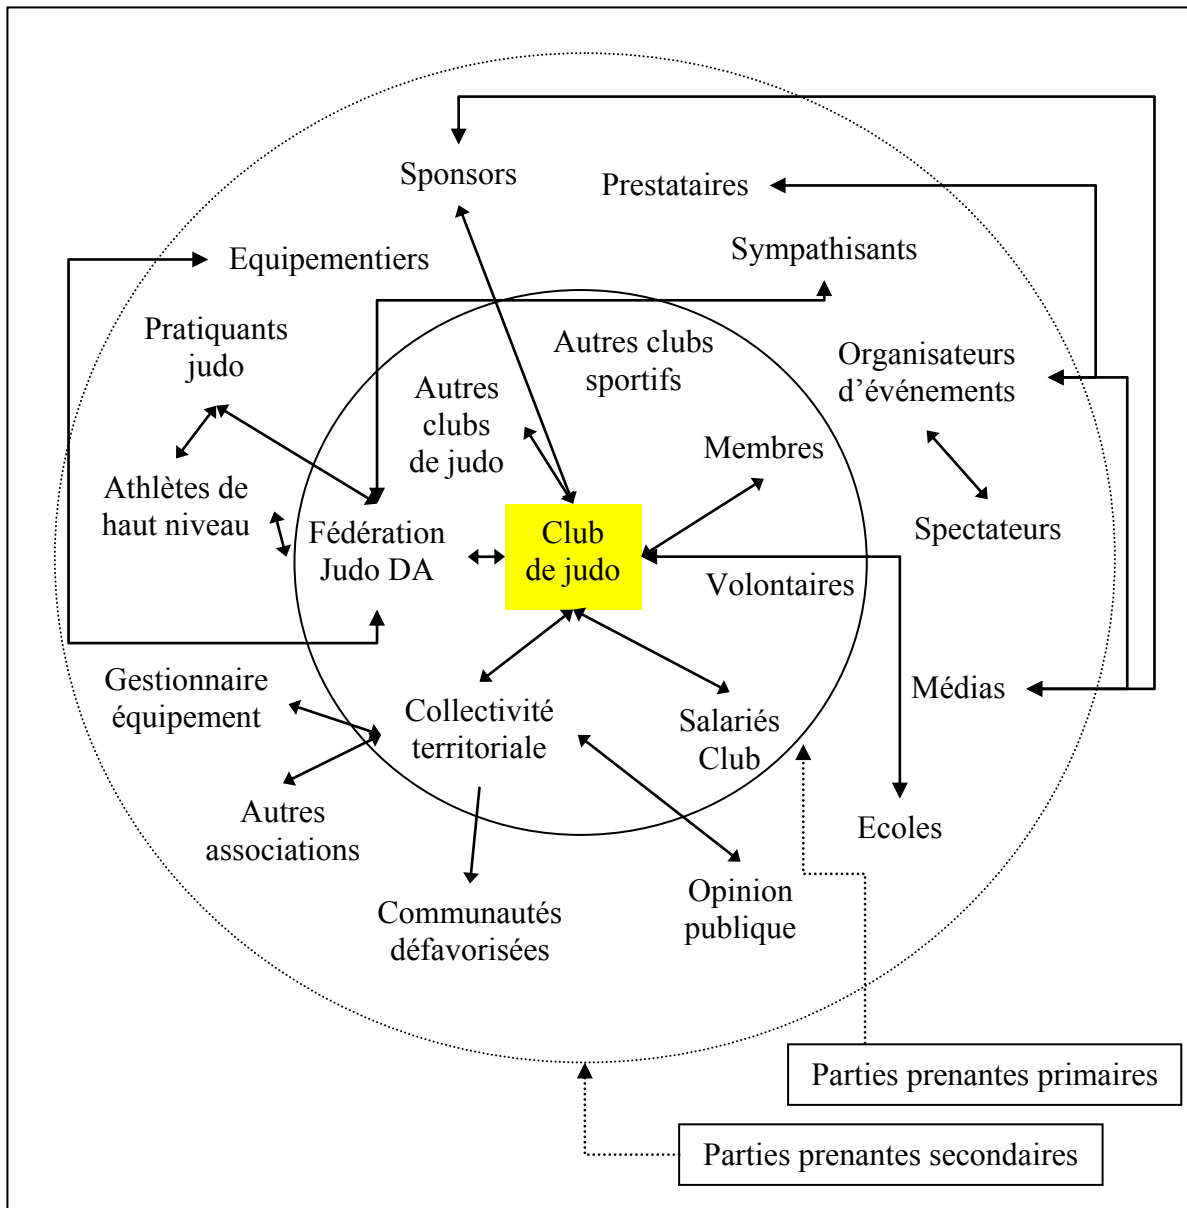 Sponsors
Prestataires
Sympathisants
Equipementiers
Pratiquants
judo
Autres clubs
sportifs
Organisateurs
d’événements
Autres
clubs
de judo
Membres
Athlètes de
haut niveau
Fédération
Judo DA
Club
de judo
Spectateurs
Volontaires
Gestionnaire
équipement
Collectivité
territoriale
Salariés
Club
Médias
Autres
associations
Ecoles
Communautés
défavorisées
Opinion
publique
Parties prenantes primaires
Parties prenantes secondaires